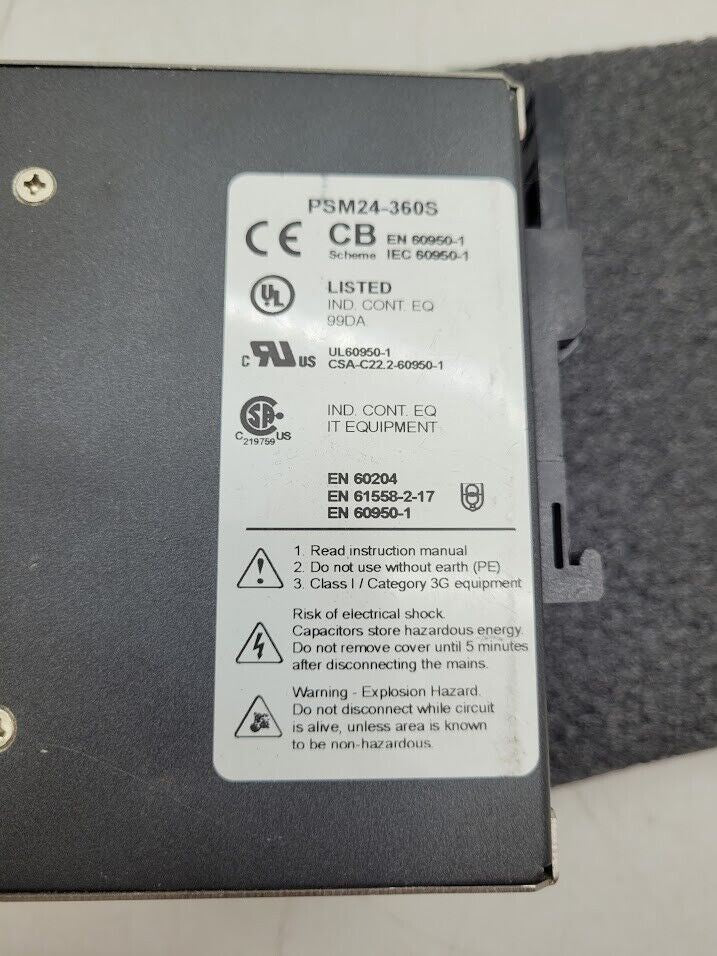 PSM24-360S
CE CB EN 60950-1
Scheme IEC 60950-1
UL LISTED
IND. CONT. EQ
99DA
c RU us UL60950-1
CSA-C22.2-60950-1
SA IND. CONT. EQ
C 219759 US IT EQUIPMENT
EN 60204
EN 61558-2-17
EN 60950-1
1. Read instruction manual
2. Do not use without earth (PE)
3. Class I / Category 3G equipment
Risk of electrical shock.
Capacitors store hazardous energy.
Do not remove cover until 5 minutes
after disconnecting the mains.
Warning - Explosion Hazard.
Do not disconnect while circuit
is alive, unless area is known
to be non-hazardous.